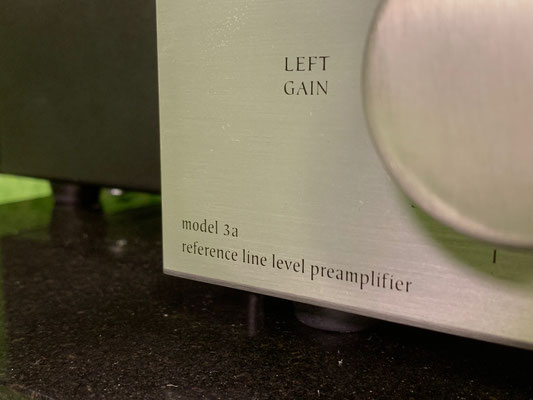 LEFT
GAIN
model 3a
reference line level preamplifier